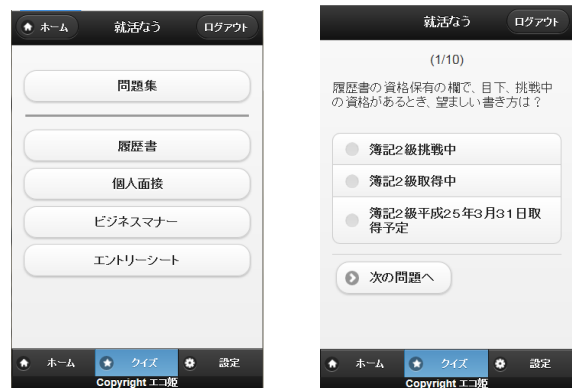 ホーム
就活なう
ログアウト
問題集
履歴書
個人面接
ビジネスマナー
エントリーシート
ホーム
クイズ
設定
Copyright エコ姫
就活なう
ログアウト
(1/10)
履歴書の資格保有の欄で、目下、挑戦中
の資格があるとき、望ましい書き方は？
簿記2級挑戦中
簿記2級取得中
簿記2級平成25年3月31日取
得予定
次の問題へ
ホーム
クイズ
設定
Copyright エコ姫